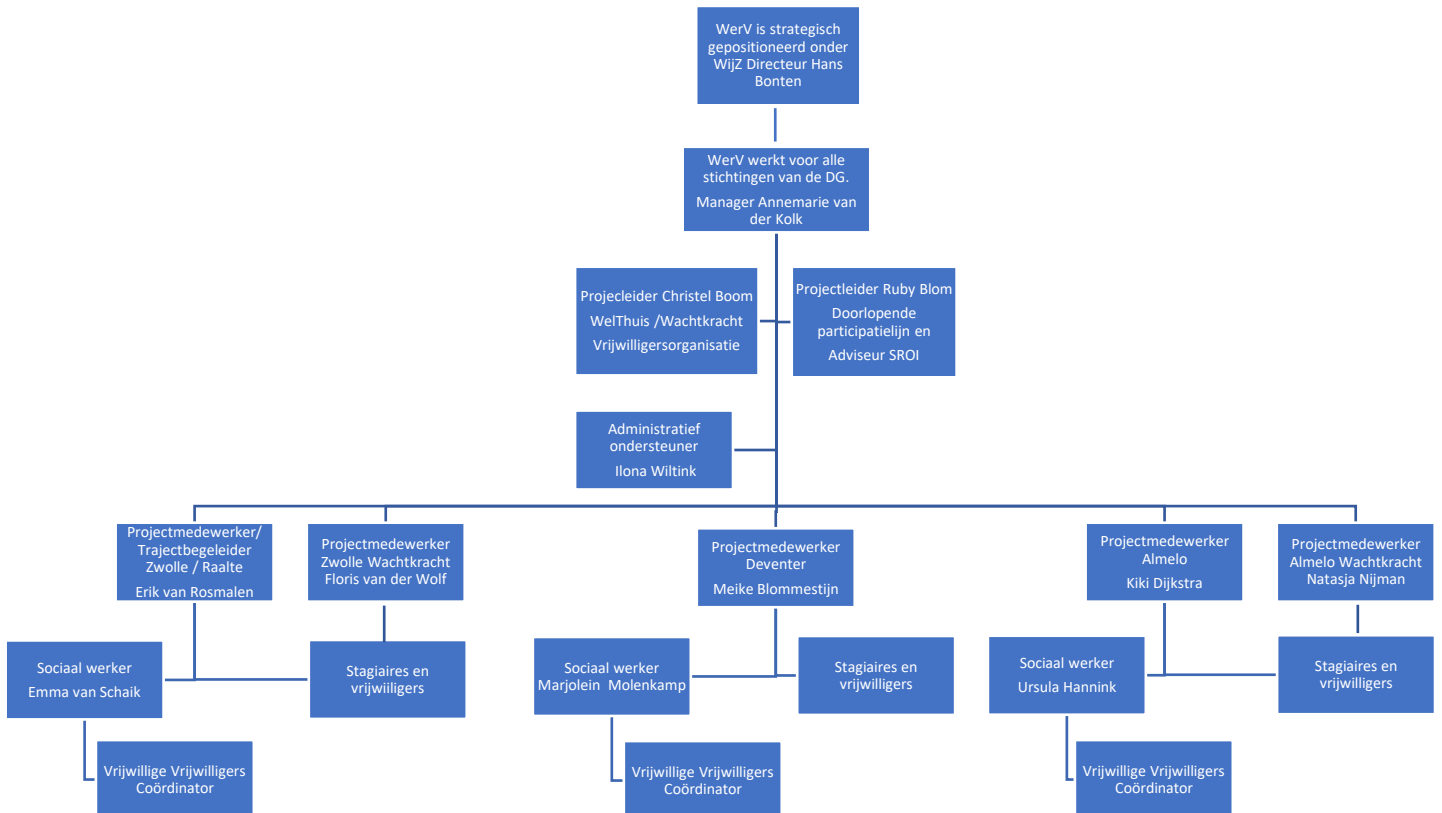 WerV is strategisch
gepositioneerd onder
WijZ Directeur Hans
Bonten
WerV werkt voor alle
stichtingen van de DG.
Manager Annemarie van
der Kolk
Projecleider Christel Boom
WelThuis /Wachtkracht
Vrijwilligersorganisatie
Projectleider Ruby Blom
Doorlopende
participatielijn en
Adviseur SROI
Administratief
ondersteuner
Ilona Wiltink
Projectmedewerker/
Trajectbegeleider
Zwolle / Raalte
Erik van Rosmalen
Projectmedewerker
Zwolle Wachtkracht
Floris van der Wolf
Projectmedewerker
Deventer
Meike Blommestijn
Projectmedewerker
Almelo
Kiki Dijkstra
Projectmedewerker
Almelo Wachtkracht
Natasja Nijman
Sociaal werker
Emma van Schaik
Stagiaires en
vrijwiiligers
Sociaal werker
Marjolein  Molenkamp
Stagiaires en
vrijwilligers
Sociaal werker
Ursula Hannink
Stagiaires en
vrijwilligers
Vrijwillige Vrijwilligers
Coördinator
Vrijwillige Vrijwilligers
Coördinator
Vrijwillige Vrijwilligers
Coördinator